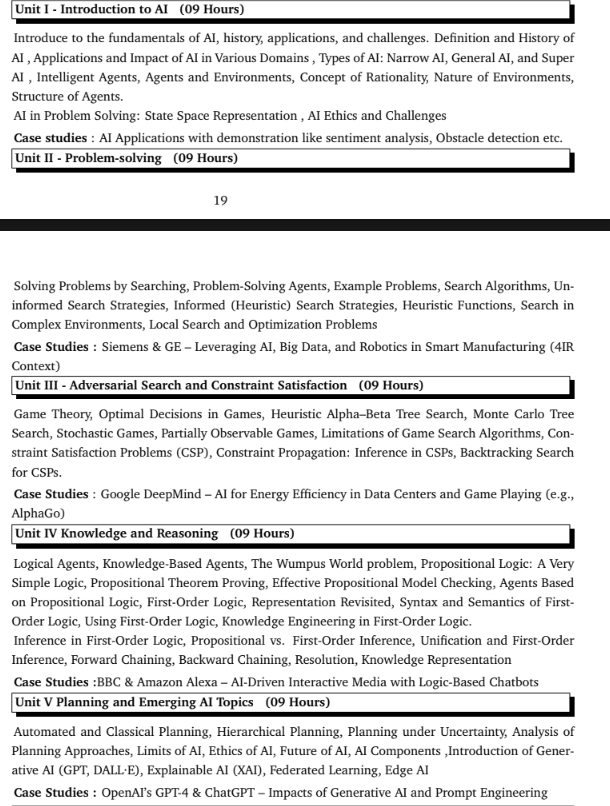 Unit I - Introduction to AI (09 Hours)
Introduce to the fundamentals of AI, history, applications, and challenges. Definition and History of
AI , Applications and Impact of AI in Various Domains , Types of AI: Narrow AI, General AI, and Super
AI , Intelligent Agents, Agents and Environments, Concept of Rationality, Nature of Environments,
Structure of Agents.
AI in Problem Solving: State Space Representation , AI Ethics and Challenges
Case studies : AI Applications with demonstration like sentiment analysis, Obstacle detection etc.
Unit II - Problem-solving (09 Hours)
19
Solving Problems by Searching, Problem-Solving Agents, Example Problems, Search Algorithms, Un-
informed Search Strategies, Informed (Heuristic) Search Strategies, Heuristic Functions, Search in
Complex Environments, Local Search and Optimization Problems
Case Studies : Siemens & GE – Leveraging AI, Big Data, and Robotics in Smart Manufacturing (4IR
Context)
Unit III - Adversarial Search and Constraint Satisfaction (09 Hours)
Game Theory, Optimal Decisions in Games, Heuristic Alpha–Beta Tree Search, Monte Carlo Tree
Search, Stochastic Games, Partially Observable Games, Limitations of Game Search Algorithms, Con-
straint Satisfaction Problems (CSP), Constraint Propagation: Inference in CSPs, Backtracking Search
for CSPs.
Case Studies : Google DeepMind – AI for Energy Efficiency in Data Centers and Game Playing (e.g.,
AlphaGo)
Unit IV Knowledge and Reasoning (09 Hours)
Logical Agents, Knowledge-Based Agents, The Wumpus World problem, Propositional Logic: A Very
Simple Logic, Propositional Theorem Proving, Effective Propositional Model Checking, Agents Based
on Propositional Logic, First-Order Logic, Representation Revisited, Syntax and Semantics of First-
Order Logic, Using First-Order Logic, Knowledge Engineering in First-Order Logic.
Inference in First-Order Logic, Propositional vs. First-Order Inference, Unification and First-Order
Inference, Forward Chaining, Backward Chaining, Resolution, Knowledge Representation
Case Studies :BBC & Amazon Alexa – AI-Driven Interactive Media with Logic-Based Chatbots
Unit V Planning and Emerging AI Topics (09 Hours)
Automated and Classical Planning, Hierarchical Planning, Planning under Uncertainty, Analysis of
Planning Approaches, Limits of AI, Ethics of AI, Future of AI, AI Components ,Introduction of Gener-
ative AI (GPT, DALL·E), Explainable AI (XAI), Federated Learning, Edge AI
Case Studies : OpenAI's GPT-4 & ChatGPT – Impacts of Generative AI and Prompt Engineering